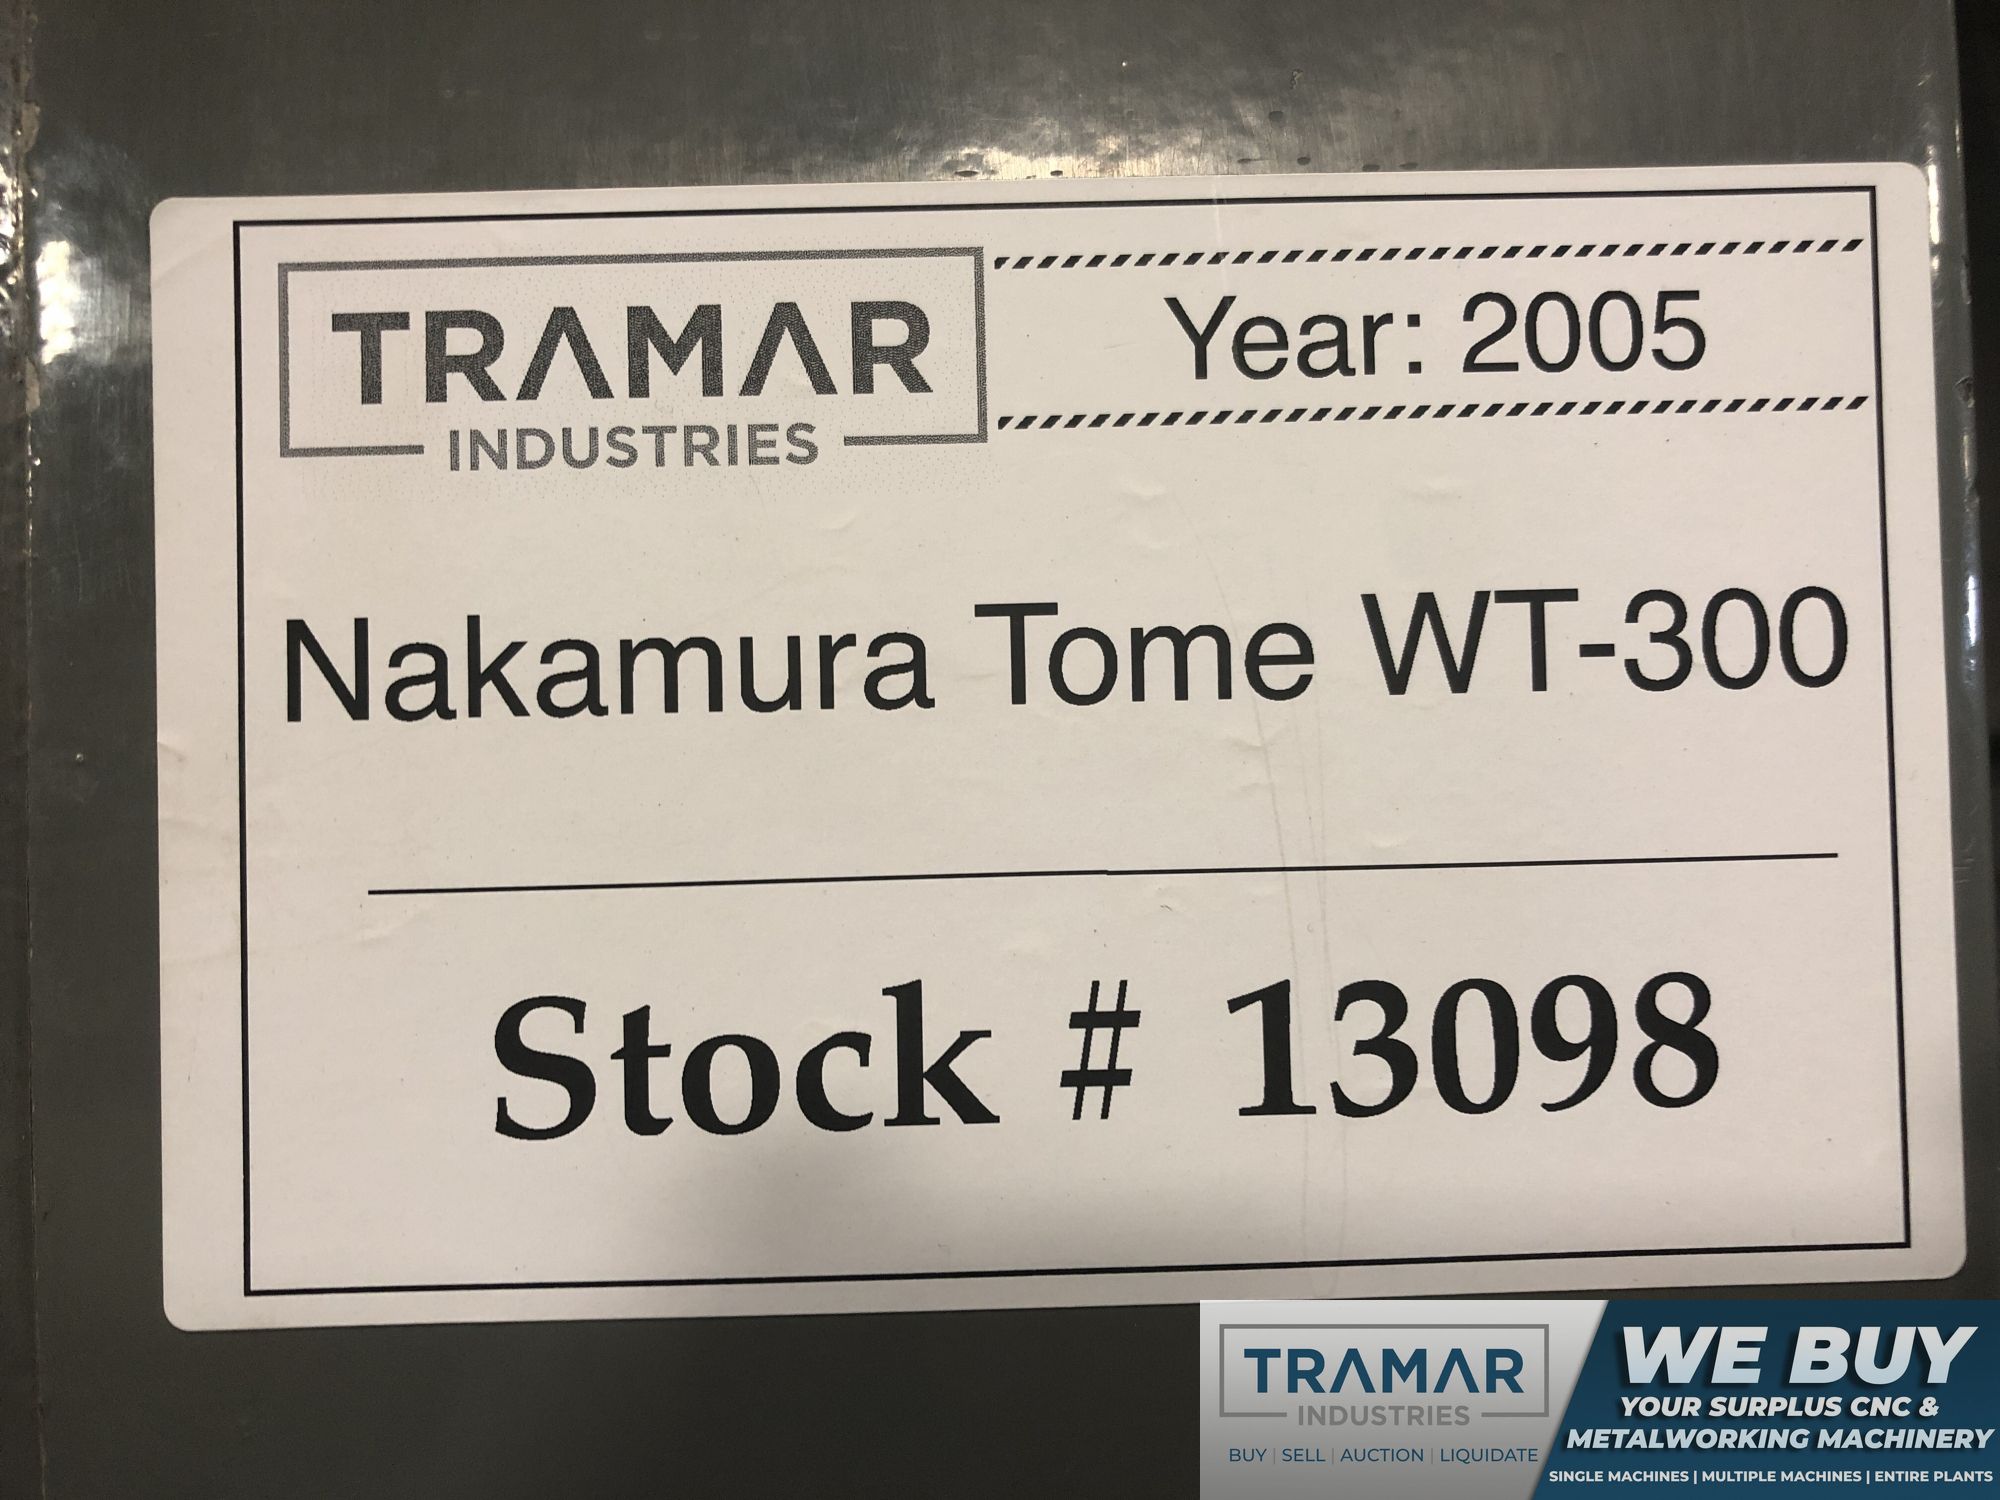 TRAMAR
INDUSTRIES
Year: 2005
Nakamura Tome WT-300
Stock # 13098
TRAMAR
INDUSTRIES
BUY | SELL | AUCTION | LIQUIDATE
WE BUY
YOUR SURPLUS CNC &
METALWORKING MACHINERY
SINGLE MACHINES | MULTIPLE MACHINES | ENTIRE PLANTS